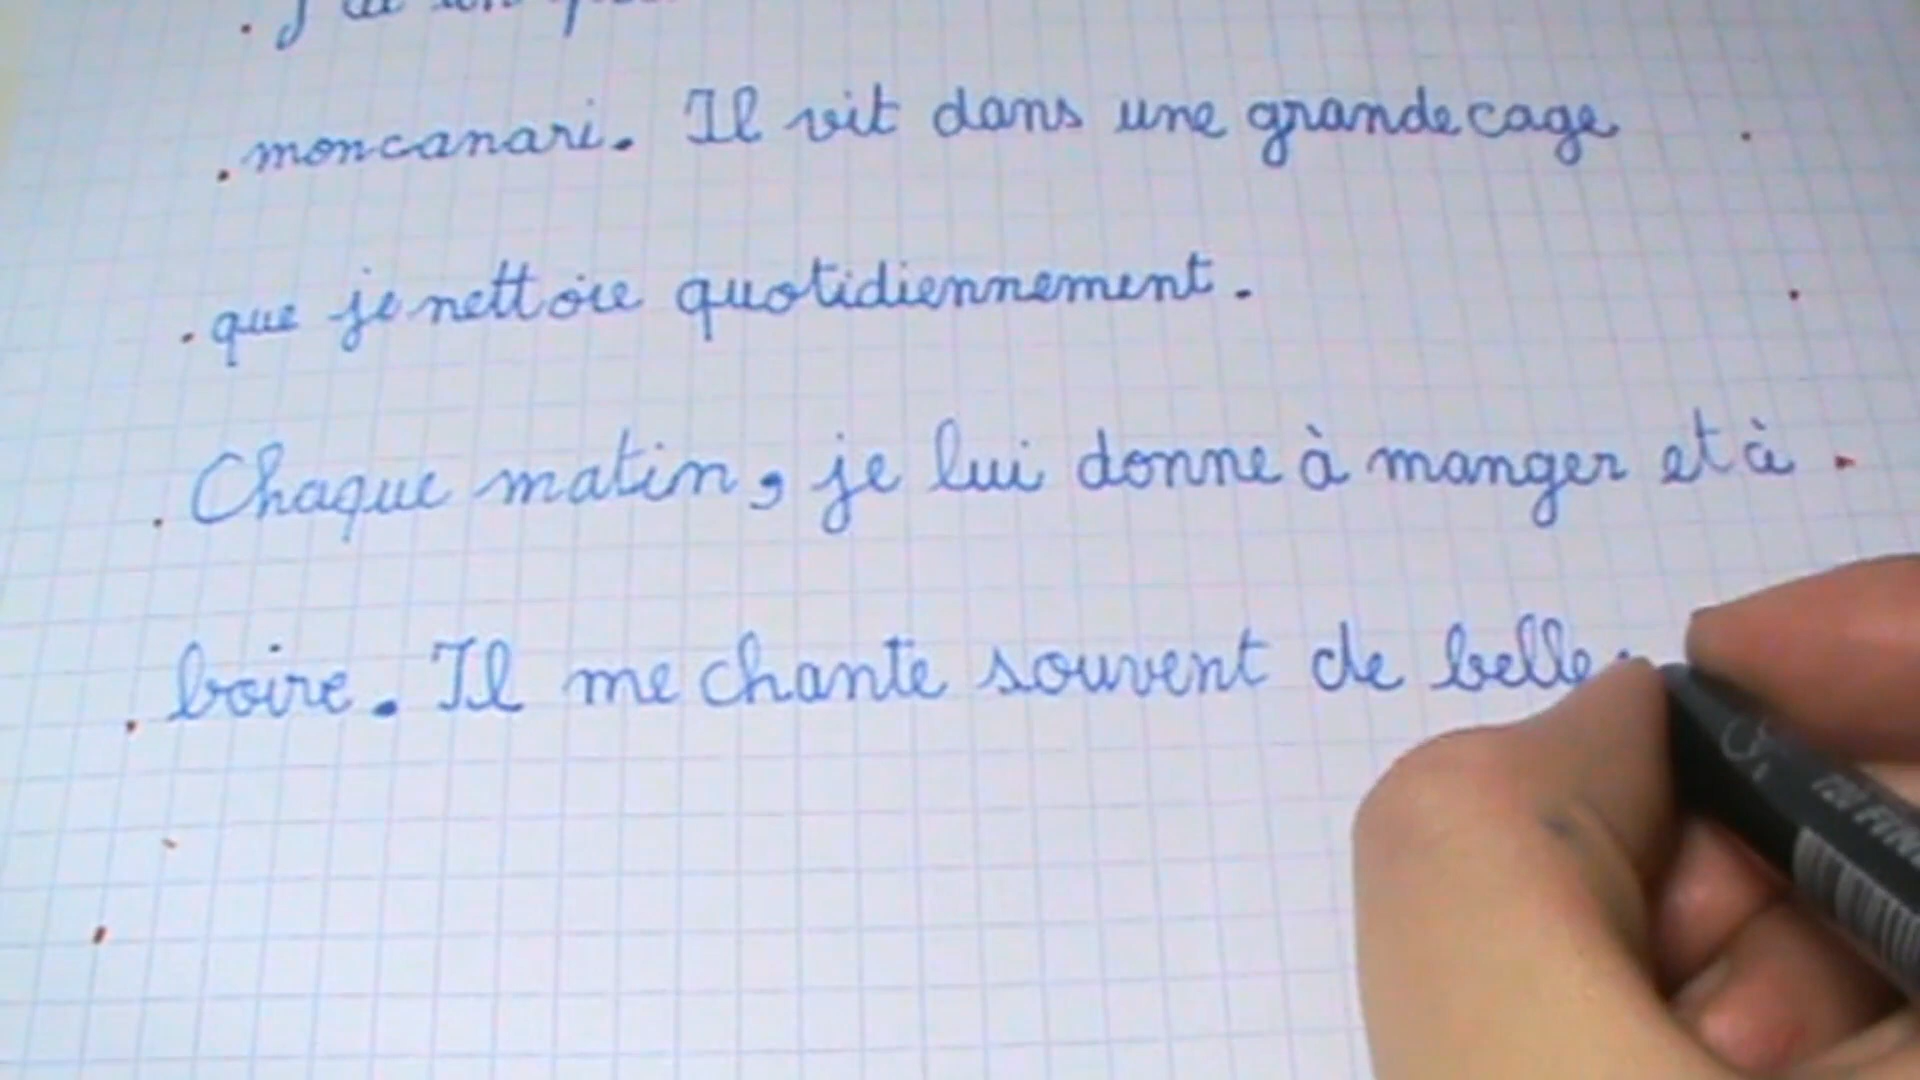 moncanari. Il vit dans une grande cage
que je nettoie quotidiennement.
Chaque matin, je lui donne à manger et à
boire. Il me chante souvent de belle